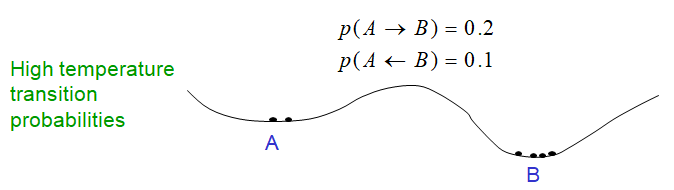 p(A → B) = 0.2
p(A ← B) = 0.1
High temperature
transition
probabilities
A
B